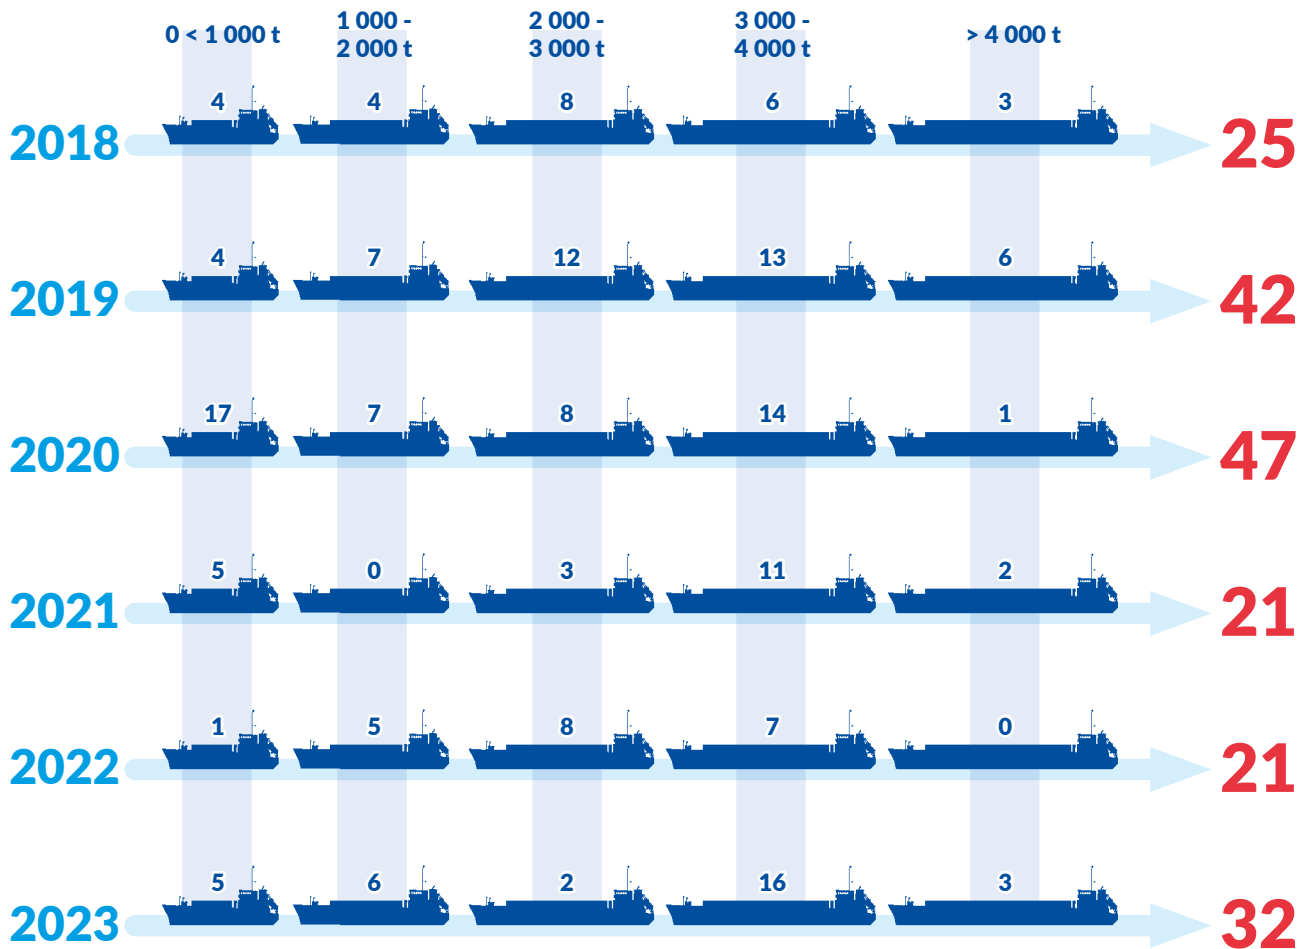 0 < 1 000 t
1 000 -
2 000 t
2 000 -
3 000 t
3 000 -
4 000 t
> 4 000 t
2018 4 4 8 6 3 25
2019 4 7 12 13 6 42
2020 17 7 8 14 1 47
2021 5 0 3 11 2 21
2022 1 5 8 7 0 21
2023 5 6 2 16 3 32